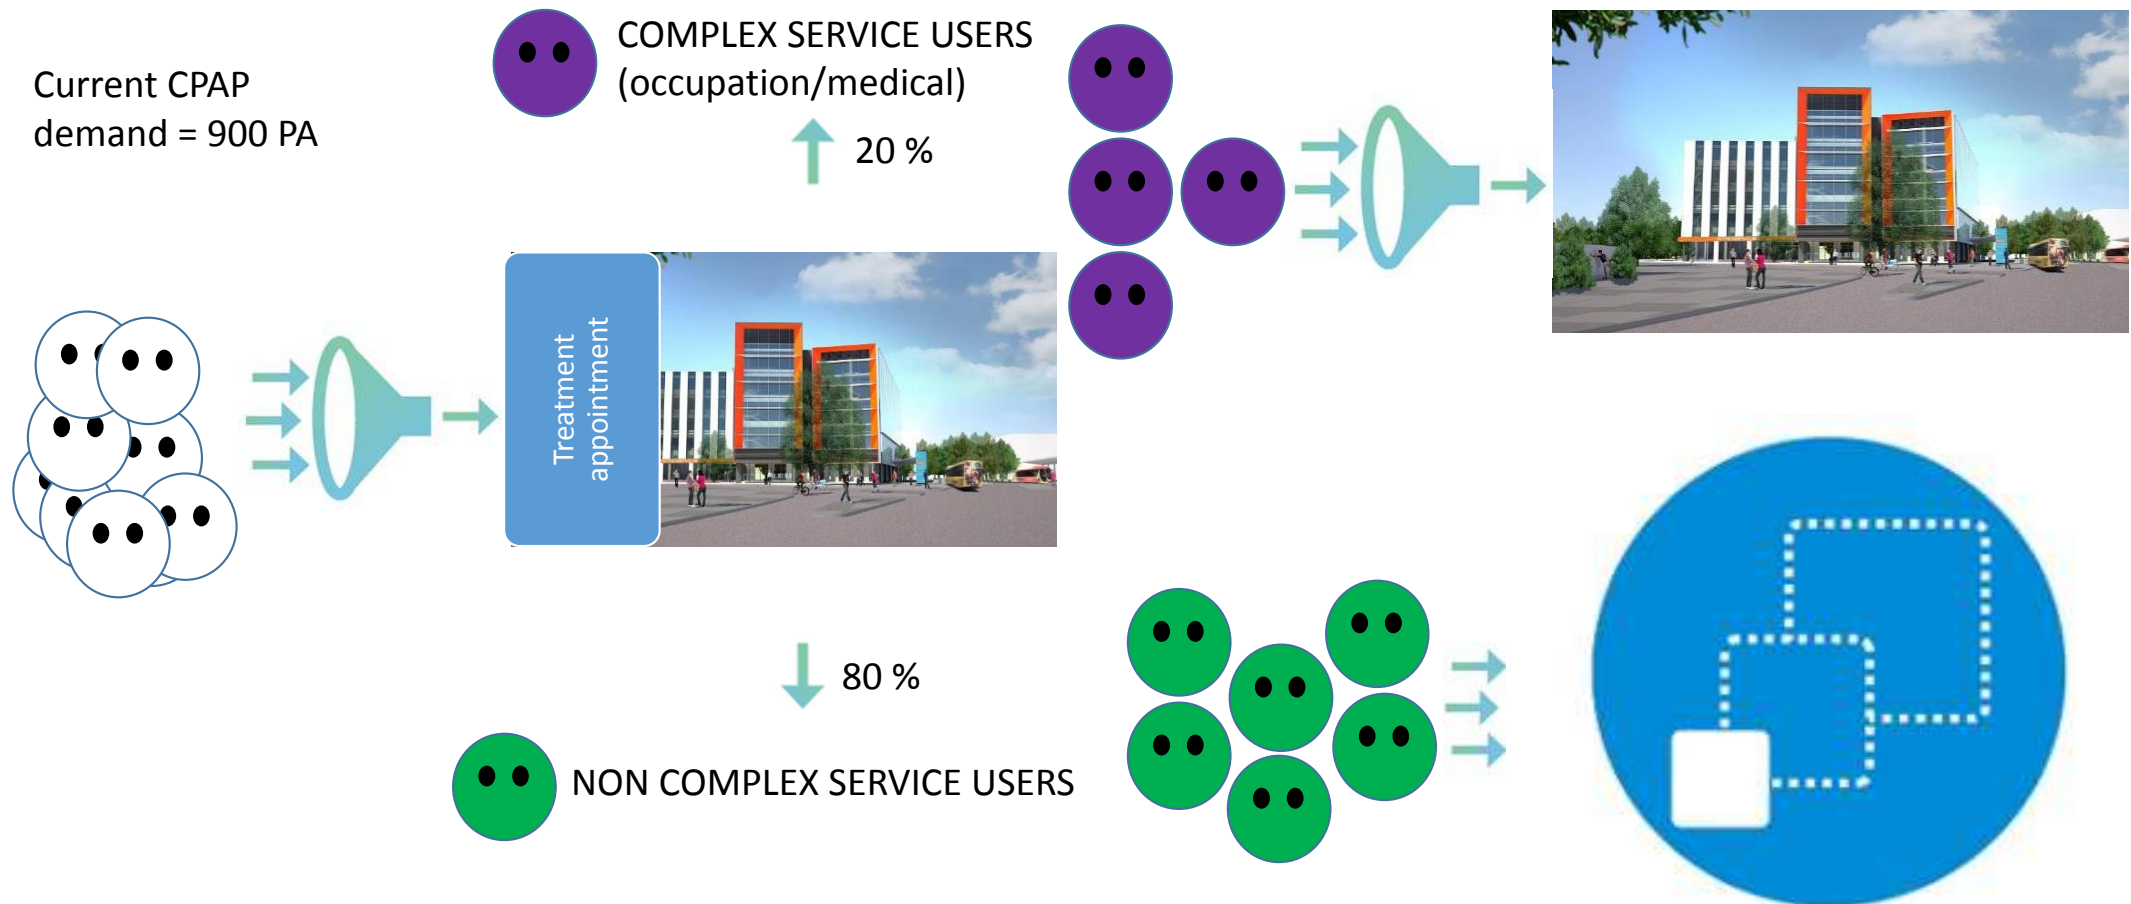 Current CPAP
demand = 900 PA
COMPLEX SERVICE USERS
(occupation/medical)
20 %
Treatment
appointment
80 %
NON COMPLEX SERVICE USERS